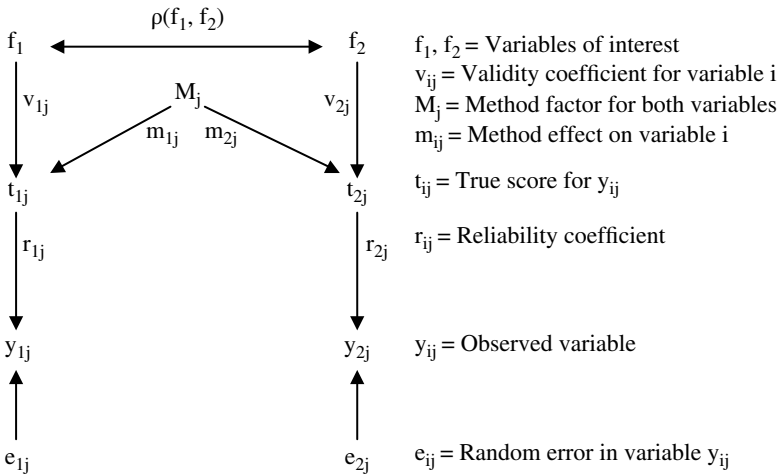 ρ(f₁, f₂)
f₁ f₂
v₁ⱼ Mⱼ v₂ⱼ
m₁ⱼ m₂ⱼ
t₁ⱼ t₂ⱼ
r₁ⱼ r₂ⱼ
y₁ⱼ y₂ⱼ
e₁ⱼ e₂ⱼ
f₁, f₂ = Variables of interest
vᵢⱼ = Validity coefficient for variable i
Mⱼ = Method factor for both variables
mᵢⱼ = Method effect on variable i
tᵢⱼ = True score for yᵢⱼ
rᵢⱼ = Reliability coefficient
yᵢⱼ = Observed variable
eᵢⱼ = Random error in variable yᵢⱼ